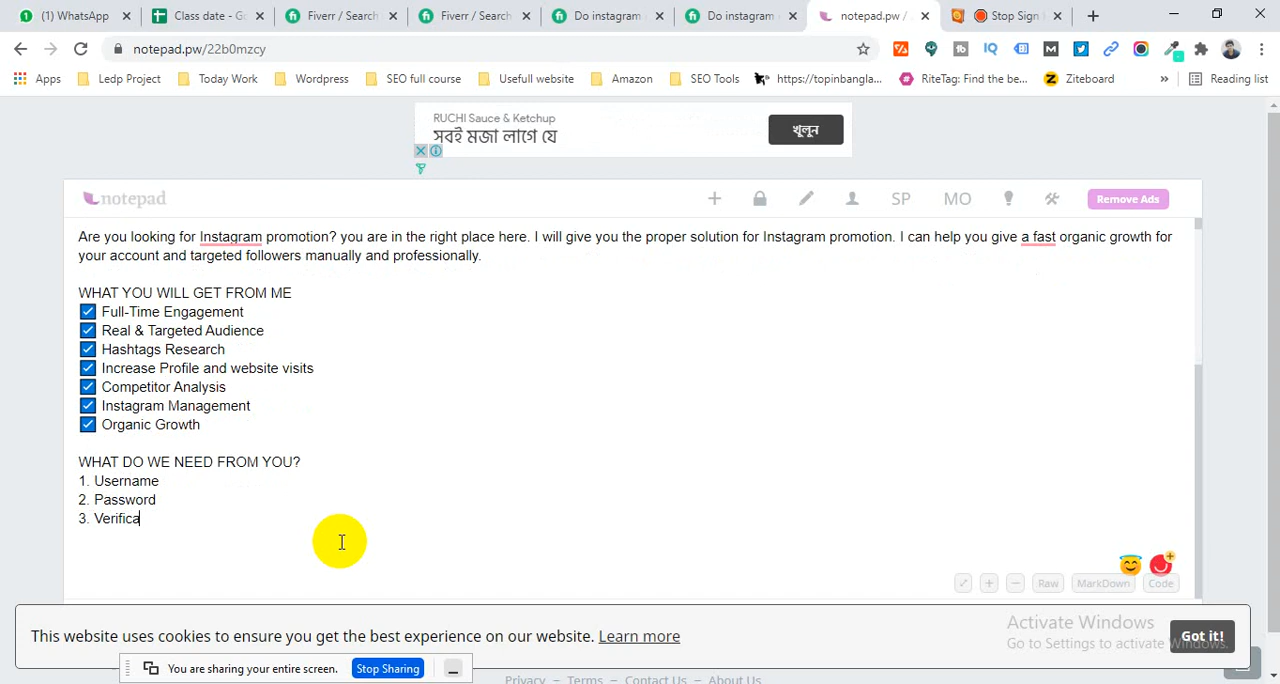 (1) WhatsApp
Class date - Go
Fiverr / Search
Fiverr / Search
Do instagram
Do instagram
notepad.pw /
Stop Sign
notepad.pw/22b0mzcy
Apps
Ledp Project
Today Work
Wordpress
SEO full course
Usefull website
Amazon
SEO Tools
https://topinbangla...
RiteTag: Find the be...
Ziteboard
»
Reading list
RUCHI Sauce & Ketchup
সবই মজা লাগে যে
খুলুন
notepad
SP
MO
Remove Ads
Are you looking for Instagram promotion? you are in the right place here. I will give you the proper solution for Instagram promotion. I can help you give a fast organic growth for
your account and targeted followers manually and professionally.
WHAT YOU WILL GET FROM ME
Full-Time Engagement
Real & Targeted Audience
Hashtags Research
Increase Profile and website visits
Competitor Analysis
Instagram Management
Organic Growth
WHAT DO WE NEED FROM YOU?
1. Username
2. Password
3. Verifica
Raw
MarkDown
Code
Activate Windows
Go to Settings to activate Windows.
This website uses cookies to ensure you get the best experience on our website. Learn more
Got it!
You are sharing your entire screen.
Stop Sharing
Privacy – Terms – Contact Us – About Us